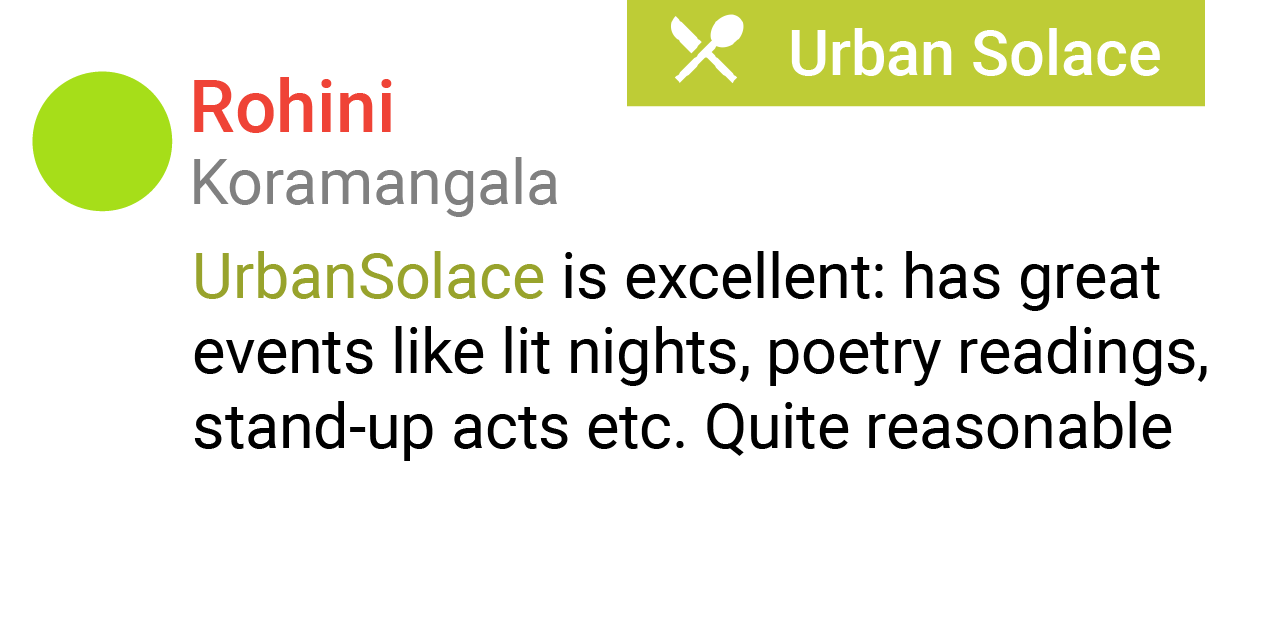 Urban Solace
Rohini
Koramangala
UrbanSolace is excellent: has great
events like lit nights, poetry readings,
stand-up acts etc. Quite reasonable